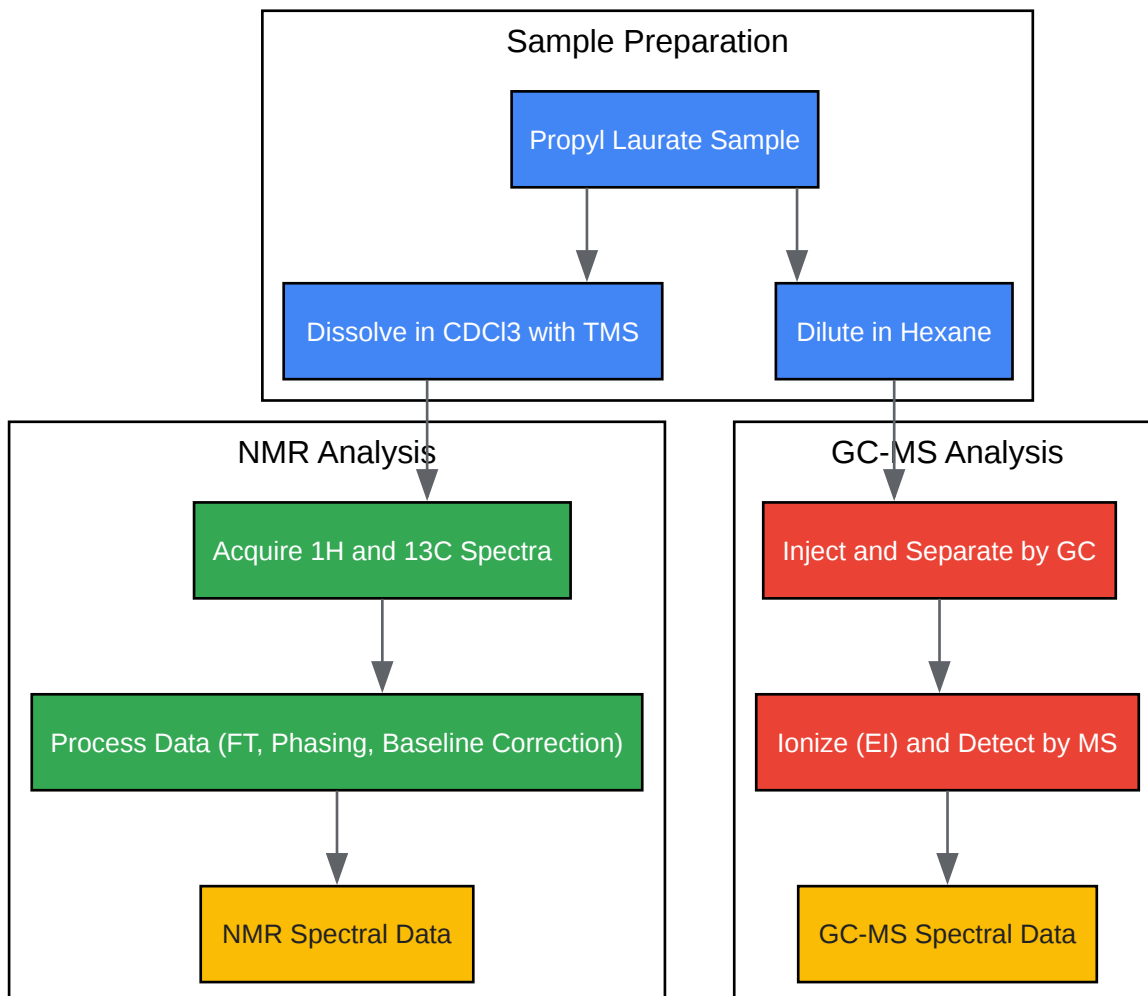 Sample Preparation
Propyl Laurate Sample
Dissolve in CDCl3 with TMS
Dilute in Hexane
NMR Analysis
GC-MS Analysis
Acquire 1H and 13C Spectra
Inject and Separate by GC
Process Data (FT, Phasing, Baseline Correction)
Ionize (EI) and Detect by MS
NMR Spectral Data
GC-MS Spectral Data